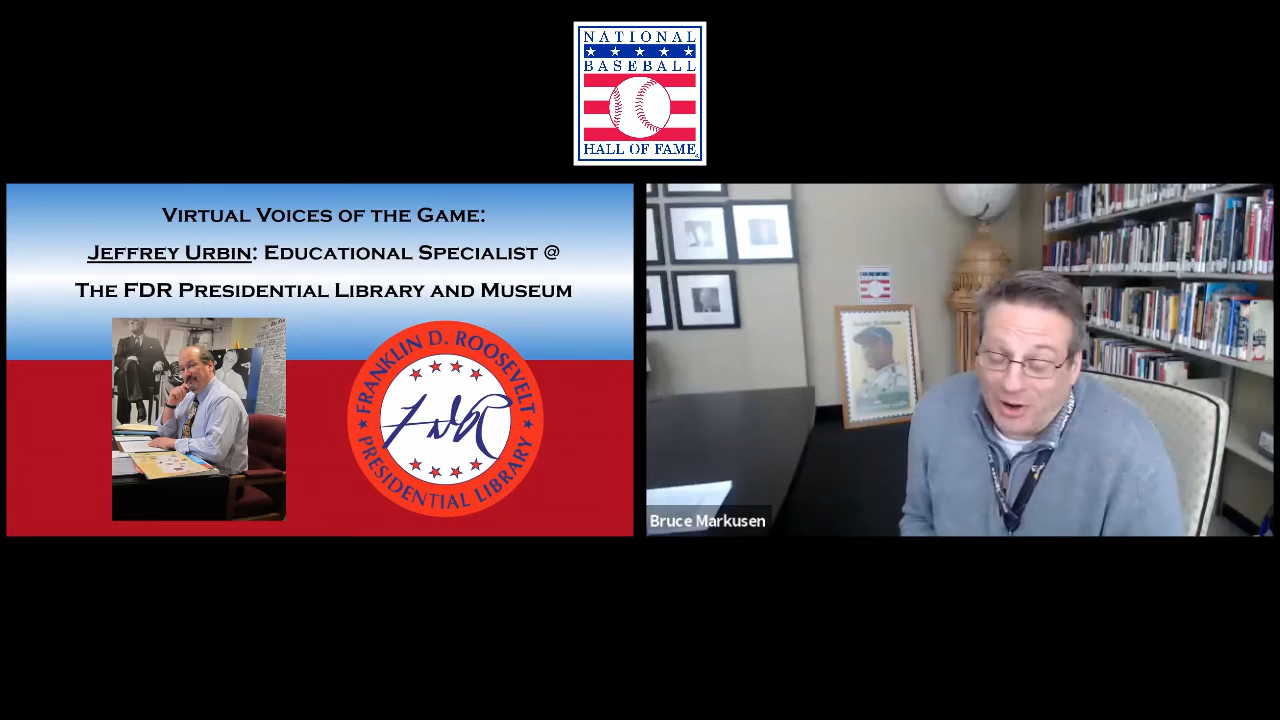 NATIONAL
BASEBALL
HALL OF FAME
VIRTUAL VOICES OF THE GAME:
JEFFREY URBIN: EDUCATIONAL SPECIALIST @
THE FDR PRESIDENTIAL LIBRARY AND MUSEUM
FRANKLIN D. ROOSEVELT
FDR
PRESIDENTIAL LIBRARY
Bruce Markusen